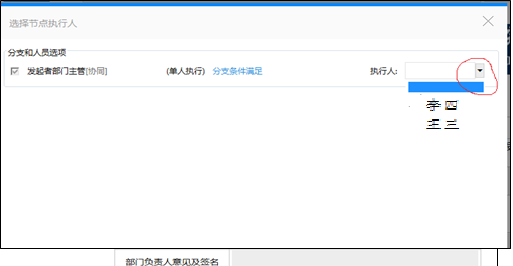 选择节点执行人
分支和人员选项
发起者部门主管[协同] (单人执行) 分支条件满足 执行人:
李四
王三
部门负责人意见及签名